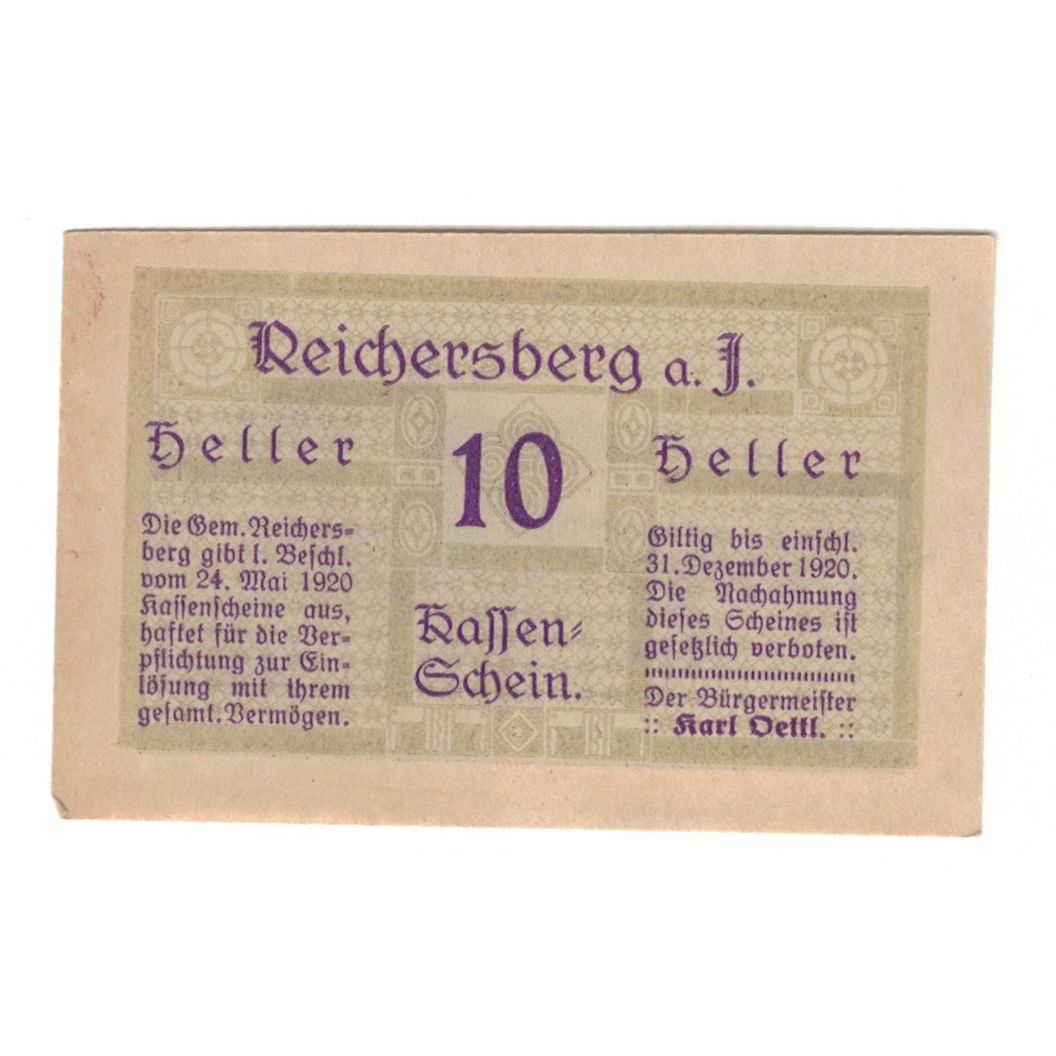 Reichersberg a. J.
Heller
10
Heller
Die Gem. Reichers=
berg gibt l. Beschl.
vom 24. Mai 1920
Kassenscheine aus,
haftet für die Ver=
pflichtung zur Ein=
lösung mit ihrem
gesamt. Vermögen.
Kassen=
Schein.
Giltig bis einschl.
31. Dezember 1920.
Die Nachahmung
dieses Scheines ist
gesetzlich verboten.
Der Bürgermeister
:: Karl Dettl. ::